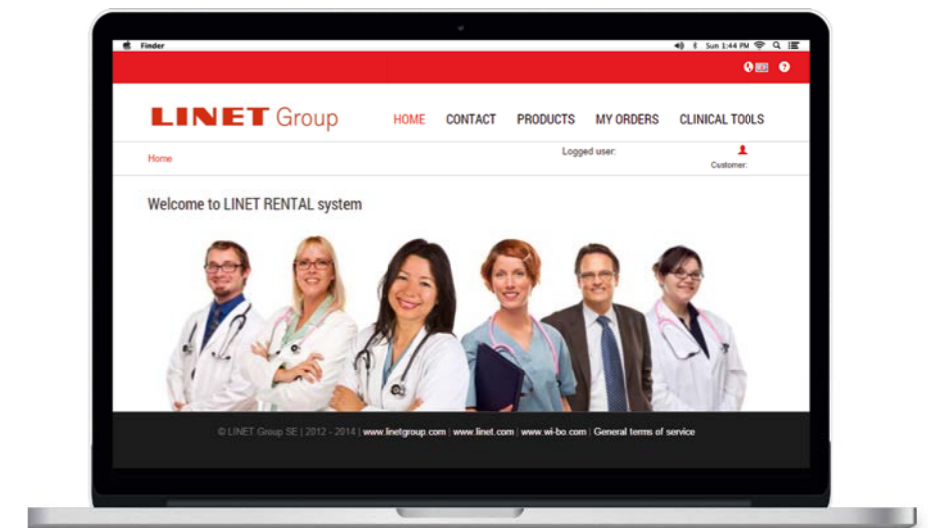 Finder
Sun 1:44 PM
LINET Group
HOME CONTACT PRODUCTS MY ORDERS CLINICAL TOOLS
Home
Logged user:
Customer:
Welcome to LINET RENTAL system
© LINET Group SE | 2012 - 2014 | www.linetgroup.com | www.linet.com | www.wi-bo.com | General terms of service